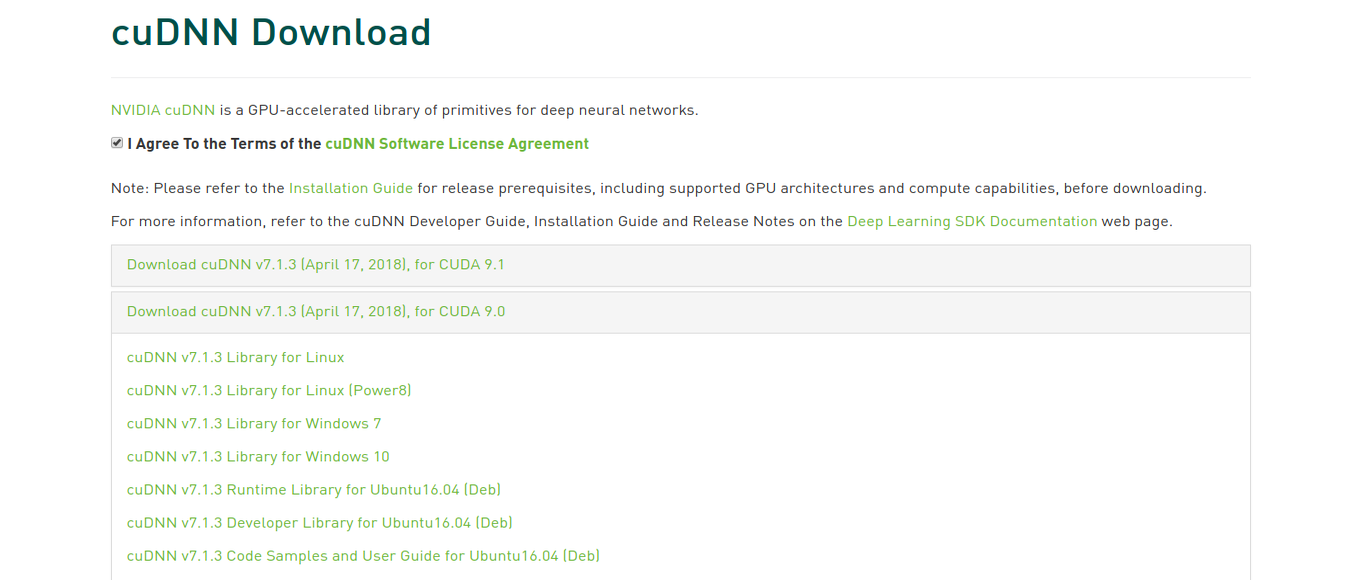 cuDNN Download
NVIDIA cuDNN is a GPU-accelerated library of primitives for deep neural networks.
I Agree To the Terms of the cuDNN Software License Agreement
Note: Please refer to the Installation Guide for release prerequisites, including supported GPU architectures and compute capabilities, before downloading.
For more information, refer to the cuDNN Developer Guide, Installation Guide and Release Notes on the Deep Learning SDK Documentation web page.
Download cuDNN v7.1.3 (April 17, 2018), for CUDA 9.1
Download cuDNN v7.1.3 (April 17, 2018), for CUDA 9.0
cuDNN v7.1.3 Library for Linux
cuDNN v7.1.3 Library for Linux (Power8)
cuDNN v7.1.3 Library for Windows 7
cuDNN v7.1.3 Library for Windows 10
cuDNN v7.1.3 Runtime Library for Ubuntu16.04 (Deb)
cuDNN v7.1.3 Developer Library for Ubuntu16.04 (Deb)
cuDNN v7.1.3 Code Samples and User Guide for Ubuntu16.04 (Deb)